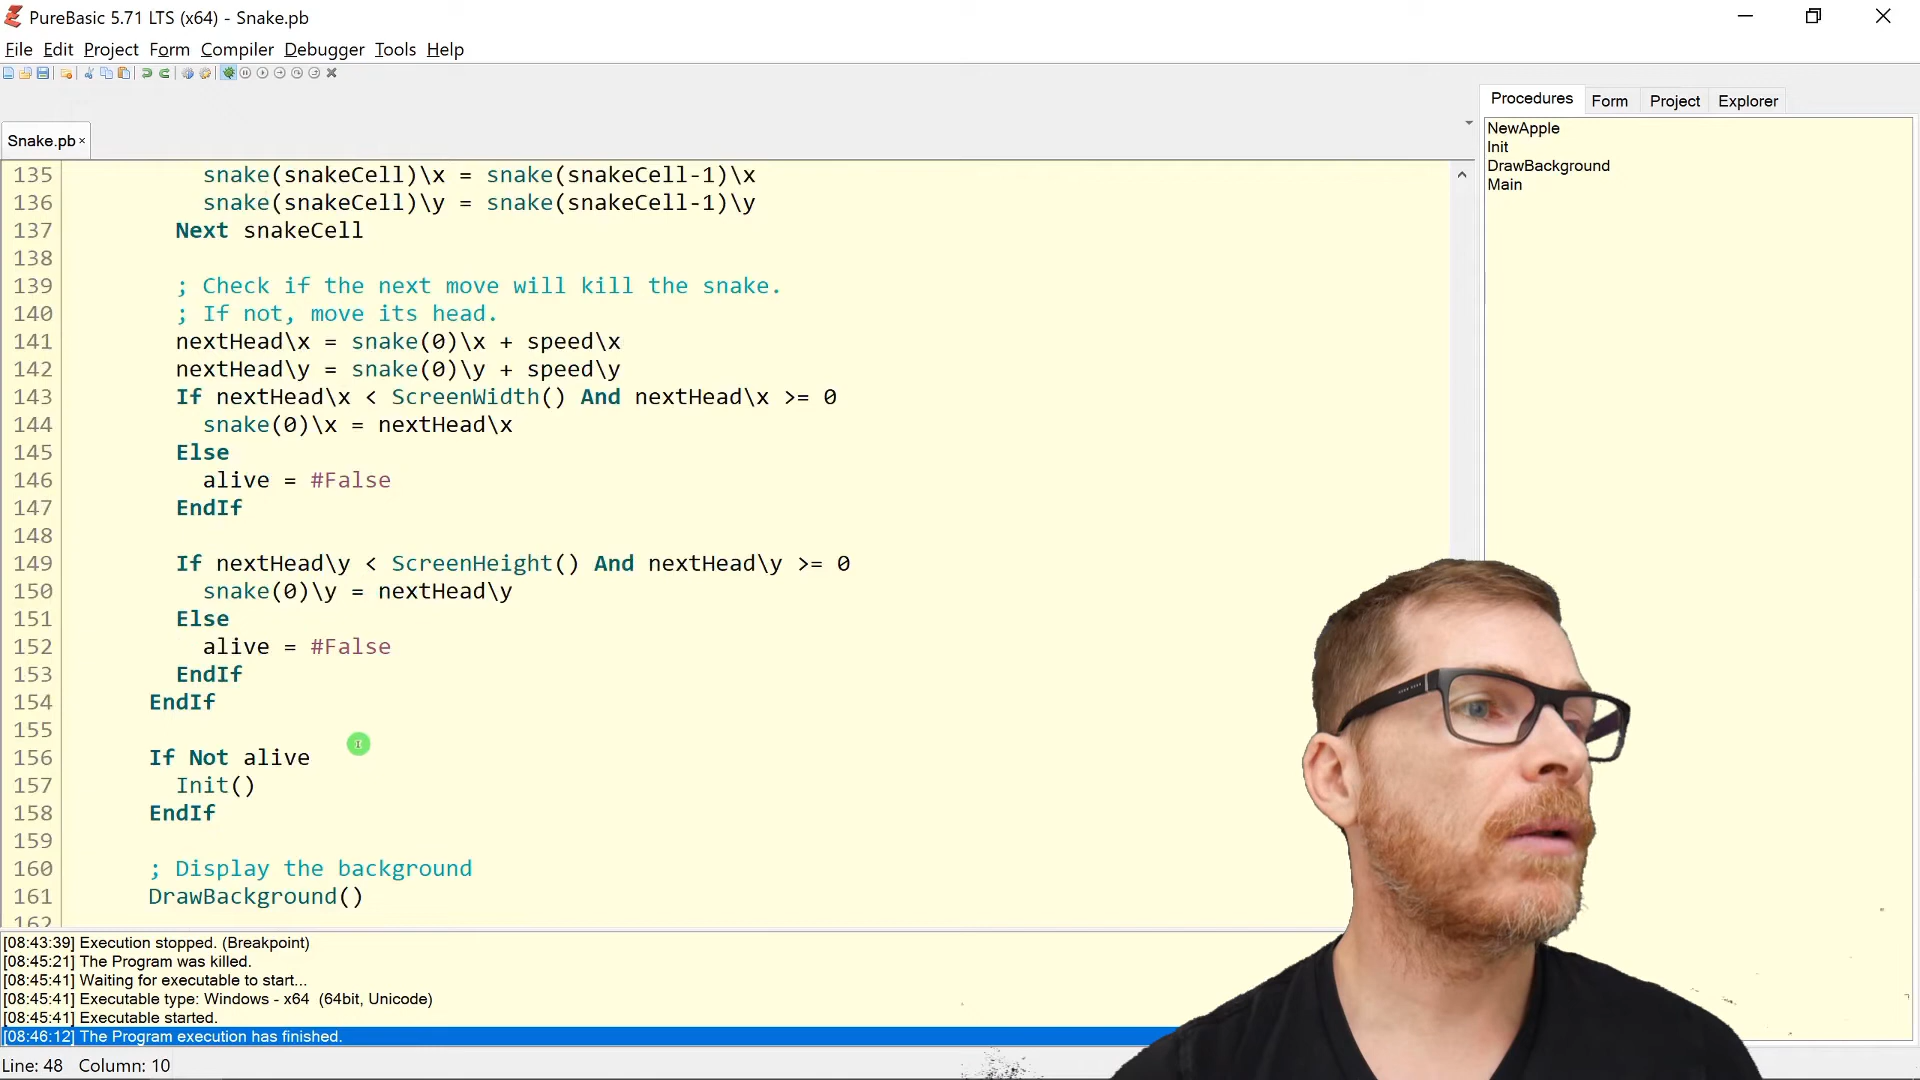 PureBasic 5.71 LTS (x64) - Snake.pb
File Edit Project Form Compiler Debugger Tools Help
Procedures Form Project Explorer
Snake.pb
NewApple
Init
DrawBackground
Main
135 snake(snakeCell)\x = snake(snakeCell-1)\x
136 snake(snakeCell)\y = snake(snakeCell-1)\y
137 Next snakeCell
138
139 ; Check if the next move will kill the snake.
140 ; If not, move its head.
141 nextHead\x = snake(0)\x + speed\x
142 nextHead\y = snake(0)\y + speed\y
143 If nextHead\x < ScreenWidth() And nextHead\x >= 0
144 snake(0)\x = nextHead\x
145 Else
146 alive = #False
147 EndIf
148
149 If nextHead\y < ScreenHeight() And nextHead\y >= 0
150 snake(0)\y = nextHead\y
151 Else
152 alive = #False
153 EndIf
154 EndIf
155
156 If Not alive
157 Init()
158 EndIf
159
160 ; Display the background
161 DrawBackground()
162
[08:43:39] Execution stopped. (Breakpoint)
[08:45:21] The Program was killed.
[08:45:41] Waiting for executable to start...
[08:45:41] Executable type: Windows - x64 (64bit, Unicode)
[08:45:41] Executable started.
[08:46:12] The Program execution has finished.
Line: 48 Column: 10